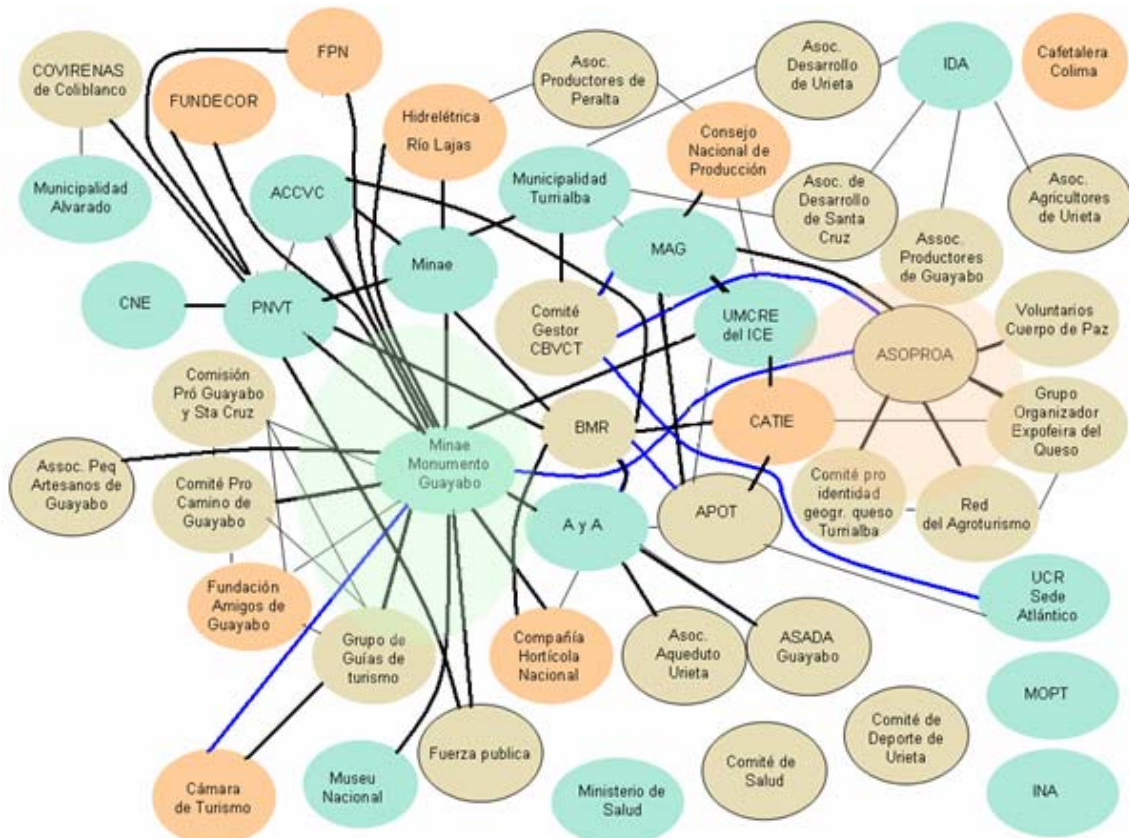 COVIRENAS
de Coliblanco
FPN
FUNDECOR
Hidrelétrica
Río Lajas
Asoc.
Productores de
Peralta
Asoc.
Desarrollo
de Urieta
IDA
Cafetalera
Colima
Municipalidad
Alvarado
ACCVC
Minae
Municipalidad
Turrialba
Consejo
Nacional de
Producción
Asoc. de
Desarrollo
de Santa
Cruz
Asoc.
Agricultores
de Urieta
Assoc.
Productores
de Guayabo
CNE
PNVT
MAG
Comité
Gestor
CBVCT
UMCRE
del ICE
ASOPROA
Voluntarios
Cuerpo de Paz
Comisión
Pró Guayabo
y Sta Cruz
Minae
Monumento
Guayabo
BMR
CATIE
Grupo
Organizador
Expofeira del
Queso
Assoc. Peq
Artesanos de
Guayabo
Comité Pro
Camino de
Guayabo
A y A
APOT
Comité pro
identidad
geogr. queso
Turrialba
Red
del Agroturismo
Fundación
Amigos de
Guayabo
Grupo de
Guías de
turismo
Compañía
Hortícola
Nacional
Asoc.
Aqueduto
Urieta
ASADA
Guayabo
UCR
Sede
Atlántico
MOPT
Cámara
de Turismo
Museu
Nacional
Fuerza publica
Ministerio de
Salud
Comité de
Salud
Comité de
Deporte de
Urieta
INA